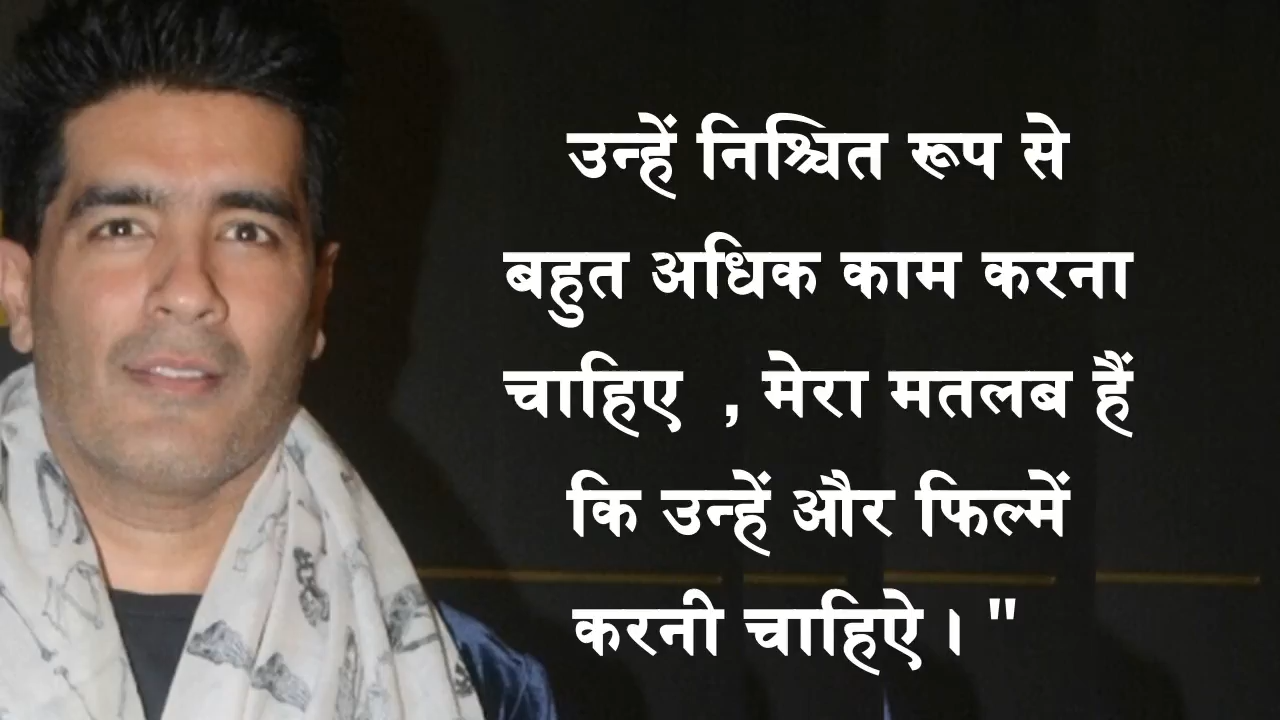 उन्हें निश्चित रूप से
बहुत अधिक काम करना
चाहिए , मेरा मतलब हैं
कि उन्हें और फिल्में
करनी चाहिऐ । "